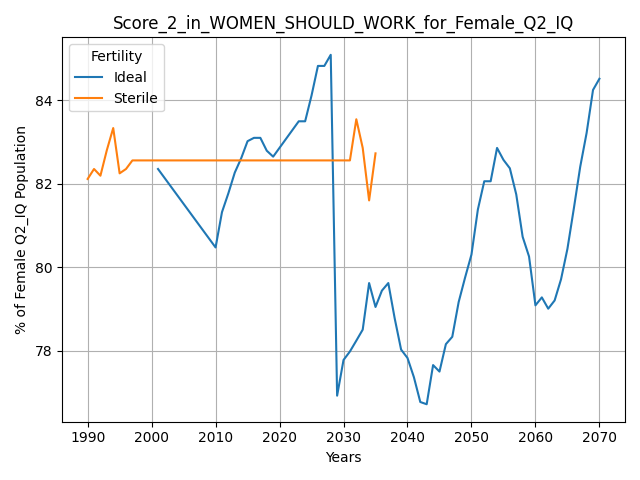 Score_2_in_WOMEN_SHOULD_WORK_for_Female_Q2_IQ
Fertility
Ideal
Sterile
% of Female Q2_IQ Population
84
82
80
78
1990 2000 2010 2020 2030 2040 2050 2060 2070
Years